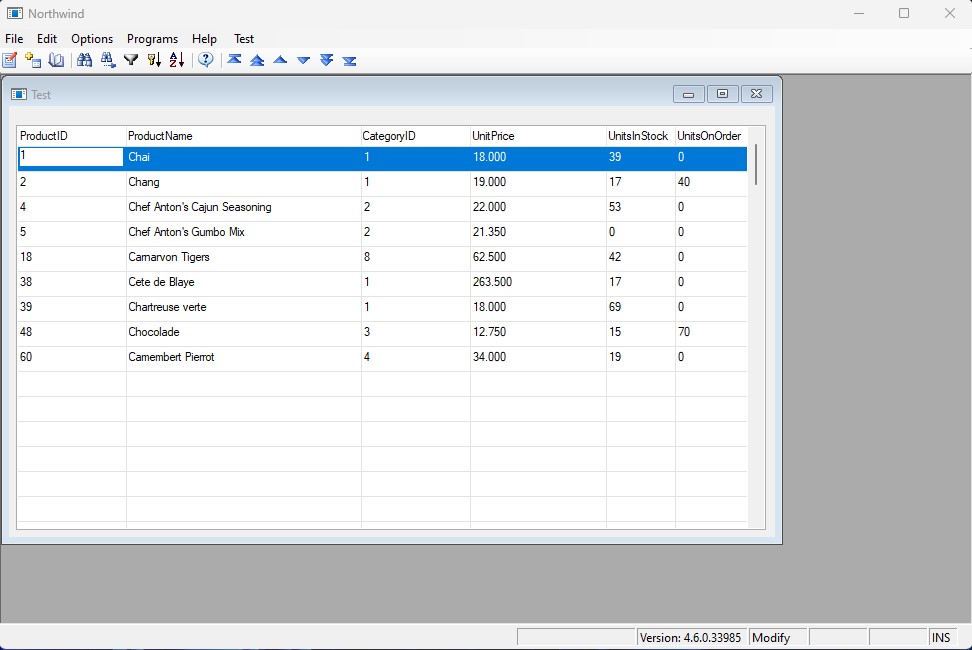 Northwind
File Edit Options Programs Help Test
Test
ProductID ProductName CategoryID UnitPrice UnitsInStock UnitsOnOrder
1 Chai 1 18.000 39 0
2 Chang 1 19.000 17 40
4 Chef Anton's Cajun Seasoning 2 22.000 53 0
5 Chef Anton's Gumbo Mix 2 21.350 0 0
18 Carnarvon Tigers 8 62.500 42 0
38 Cete de Blaye 1 263.500 17 0
39 Chartreuse verte 1 18.000 69 0
48 Chocolade 3 12.750 15 70
60 Camembert Pierrot 4 34.000 19 0
Version: 4.6.0.33985 Modify INS